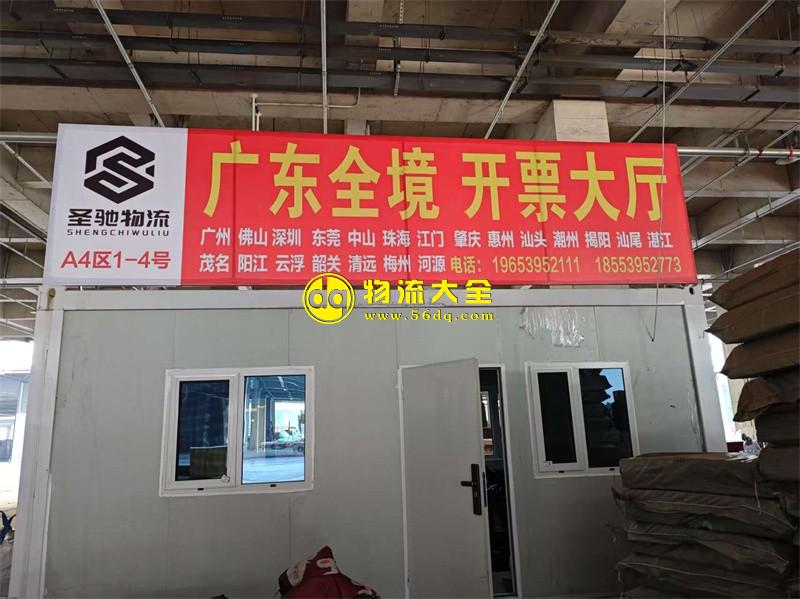 圣驰物流
SHENGCHIWULIU
A4区1-4号
广东全境 开票大厅
广州 佛山 深圳 东莞 中山 珠海 江门 肇庆 惠州 汕头 潮州 揭阳 汕尾 湛江
茂名 阳江 云浮 韶关 清远 梅州 河源 电话：19653952111 18553952773
dq 物流大全
www.56dq.com